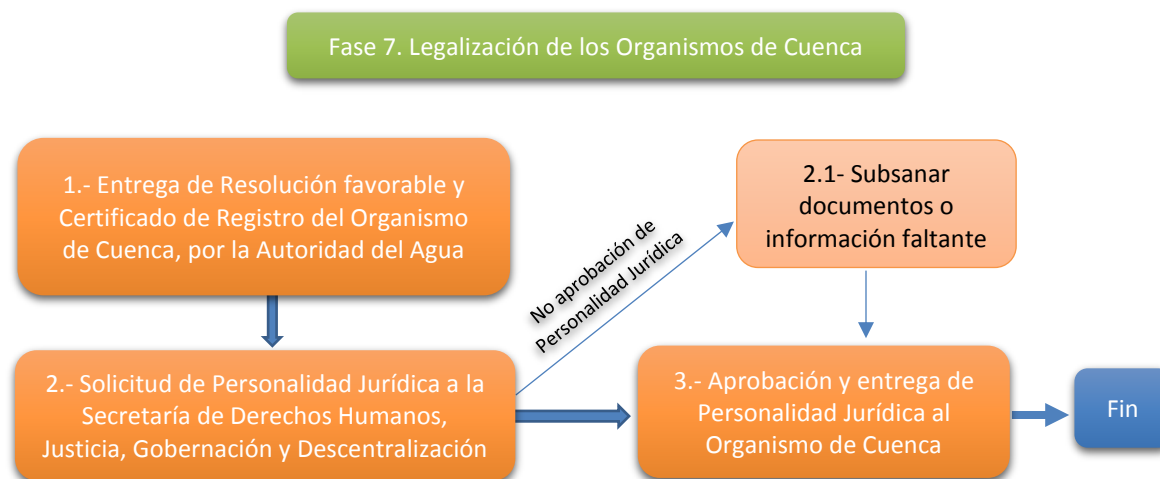 Fase 7. Legalización de los Organismos de Cuenca
1.- Entrega de Resolución favorable y
Certificado de Registro del Organismo
de Cuenca, por la Autoridad del Agua
2.1- Subsanar
documentos o
información faltante
No aprobación de
Personalidad Jurídica
2.- Solicitud de Personalidad Jurídica a la
Secretaría de Derechos Humanos,
Justicia, Gobernación y Descentralización
3.- Aprobación y entrega de
Personalidad Jurídica al
Organismo de Cuenca
Fin